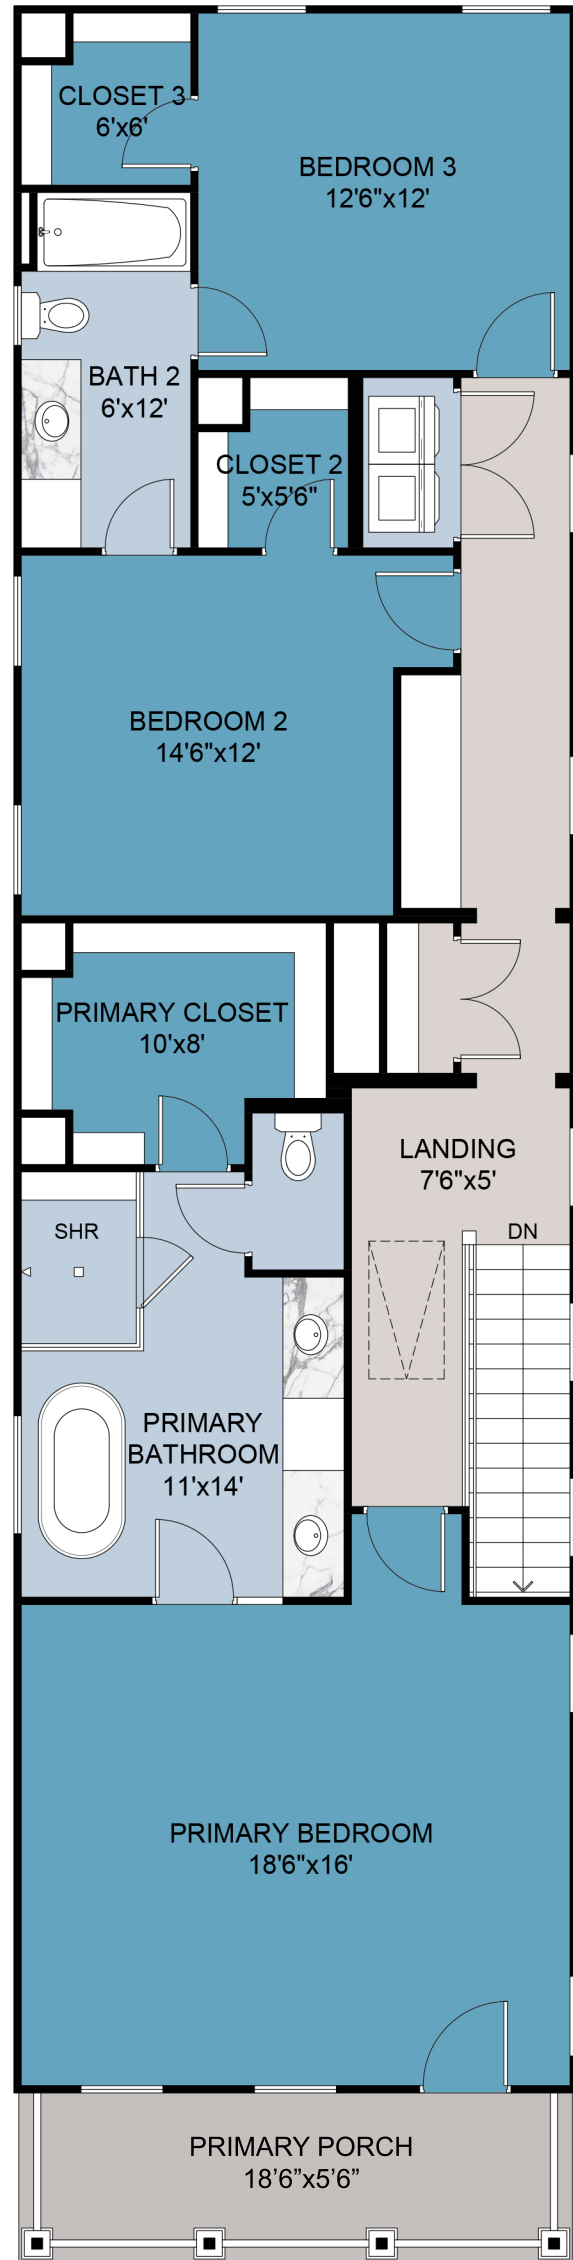 CLOSET 3
6'x6'
BEDROOM 3
12'6"x12'
BATH 2
6'x12'
CLOSET 2
5'x5'6"
BEDROOM 2
14'6"x12'
PRIMARY CLOSET
10'x8'
LANDING
7'6"x5'
SHR
DN
PRIMARY
BATHROOM
11'x14'
PRIMARY BEDROOM
18'6"x16'
PRIMARY PORCH
18’6”x5’6”